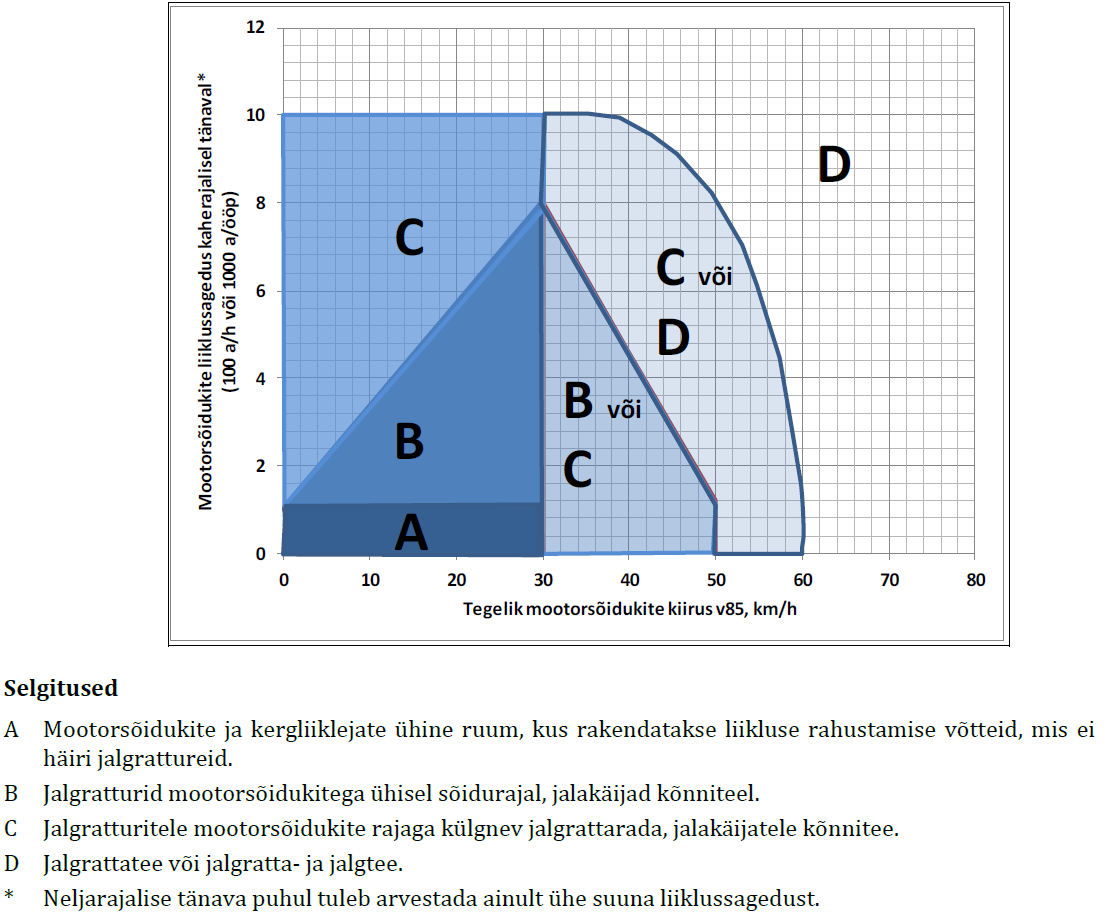 Mootorsõidukite liiklussagedus kaherajalisel tänaval*
(100 a/h või 1000 a/ööp)
12
10
8
6
4
2
0
C
B
A
C või
D
B või
C
D
0 10 20 30 40 50 60 70 80
Tegelik mootorsõidukite kiirus v85, km/h
Selgitused
A Mootorsõidukite ja kergliiklejate ühine ruum, kus rakendatakse liikluse rahustamise võtteid, mis ei
häiri jalgrattureid.
B Jalgratturid mootorsõidukitega ühisel sõidurajal, jalakäijad kõnniteel.
C Jalgratturitele mootorsõidukite rajaga külgnev jalgrattarada, jalakäijatele kõnnitee.
D Jalgrattatee või jalgratta- ja jalgtee.
* Neljarajalise tänava puhul tuleb arvestada ainult ühe suuna liiklussagedust.